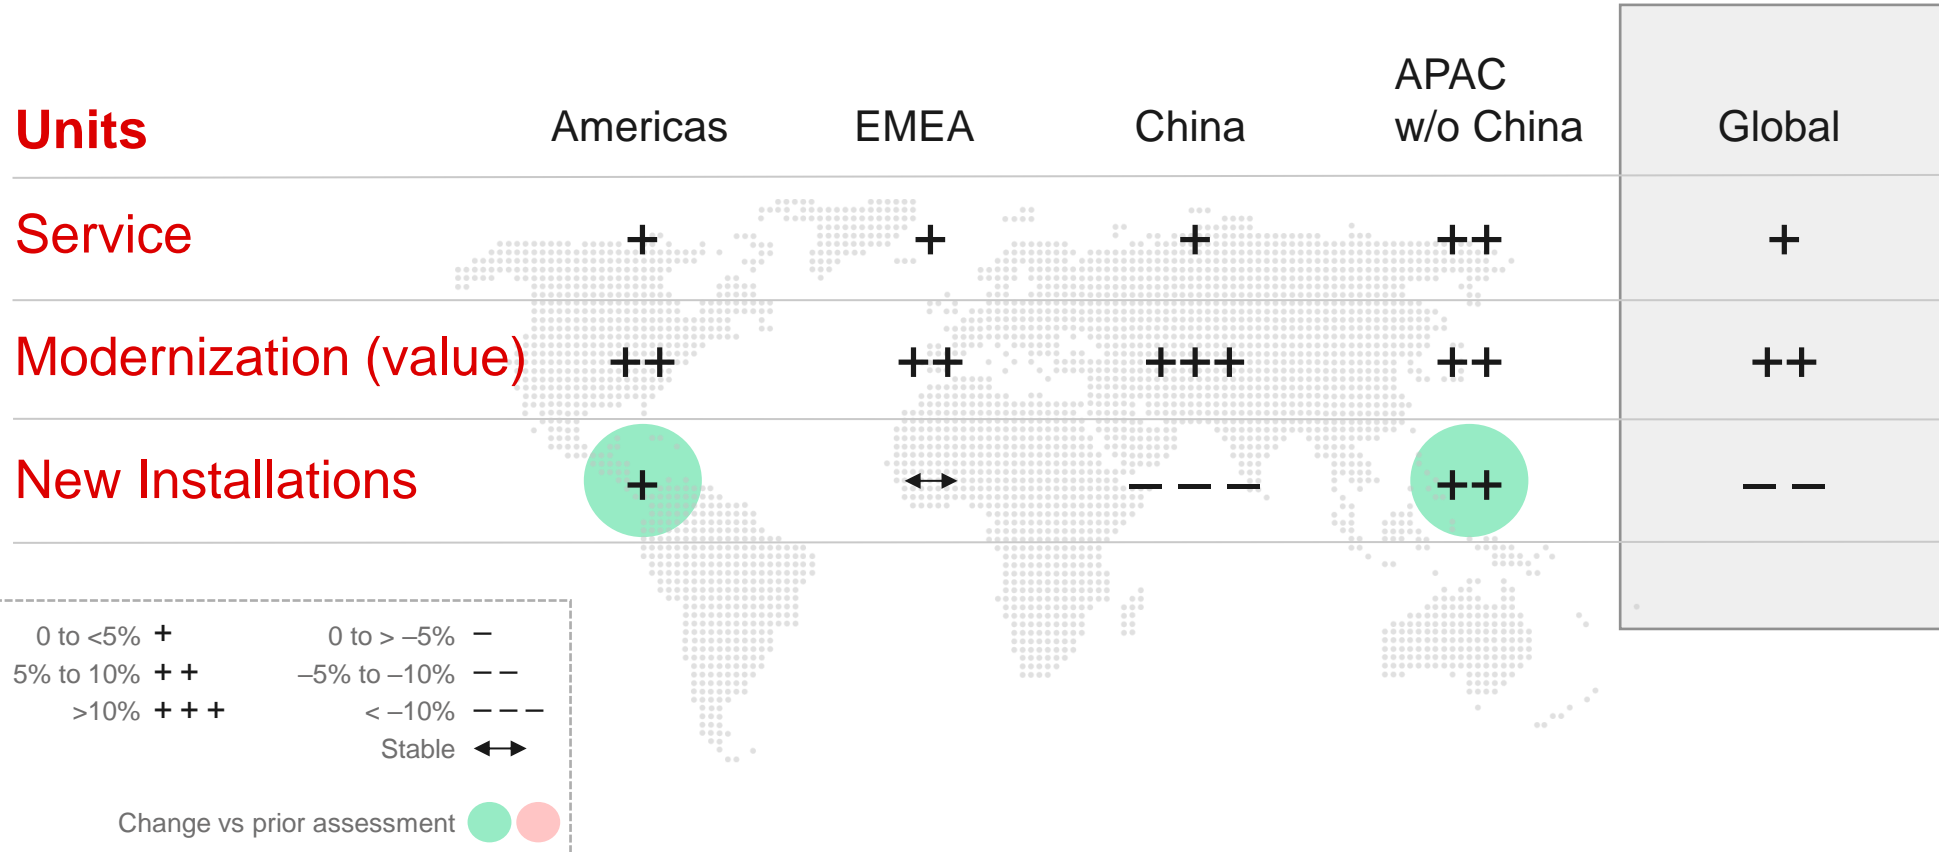 Units Americas EMEA China APAC w/o China Global
Service + + + ++ +
Modernization (value) ++ ++ +++ ++ ++
New Installations + ↔ – – – ++ – –
0 to <5% + 0 to > –5% –
5% to 10% + + –5% to –10% – –
>10% + + + < –10% – – –
Stable ↔
Change vs prior assessment